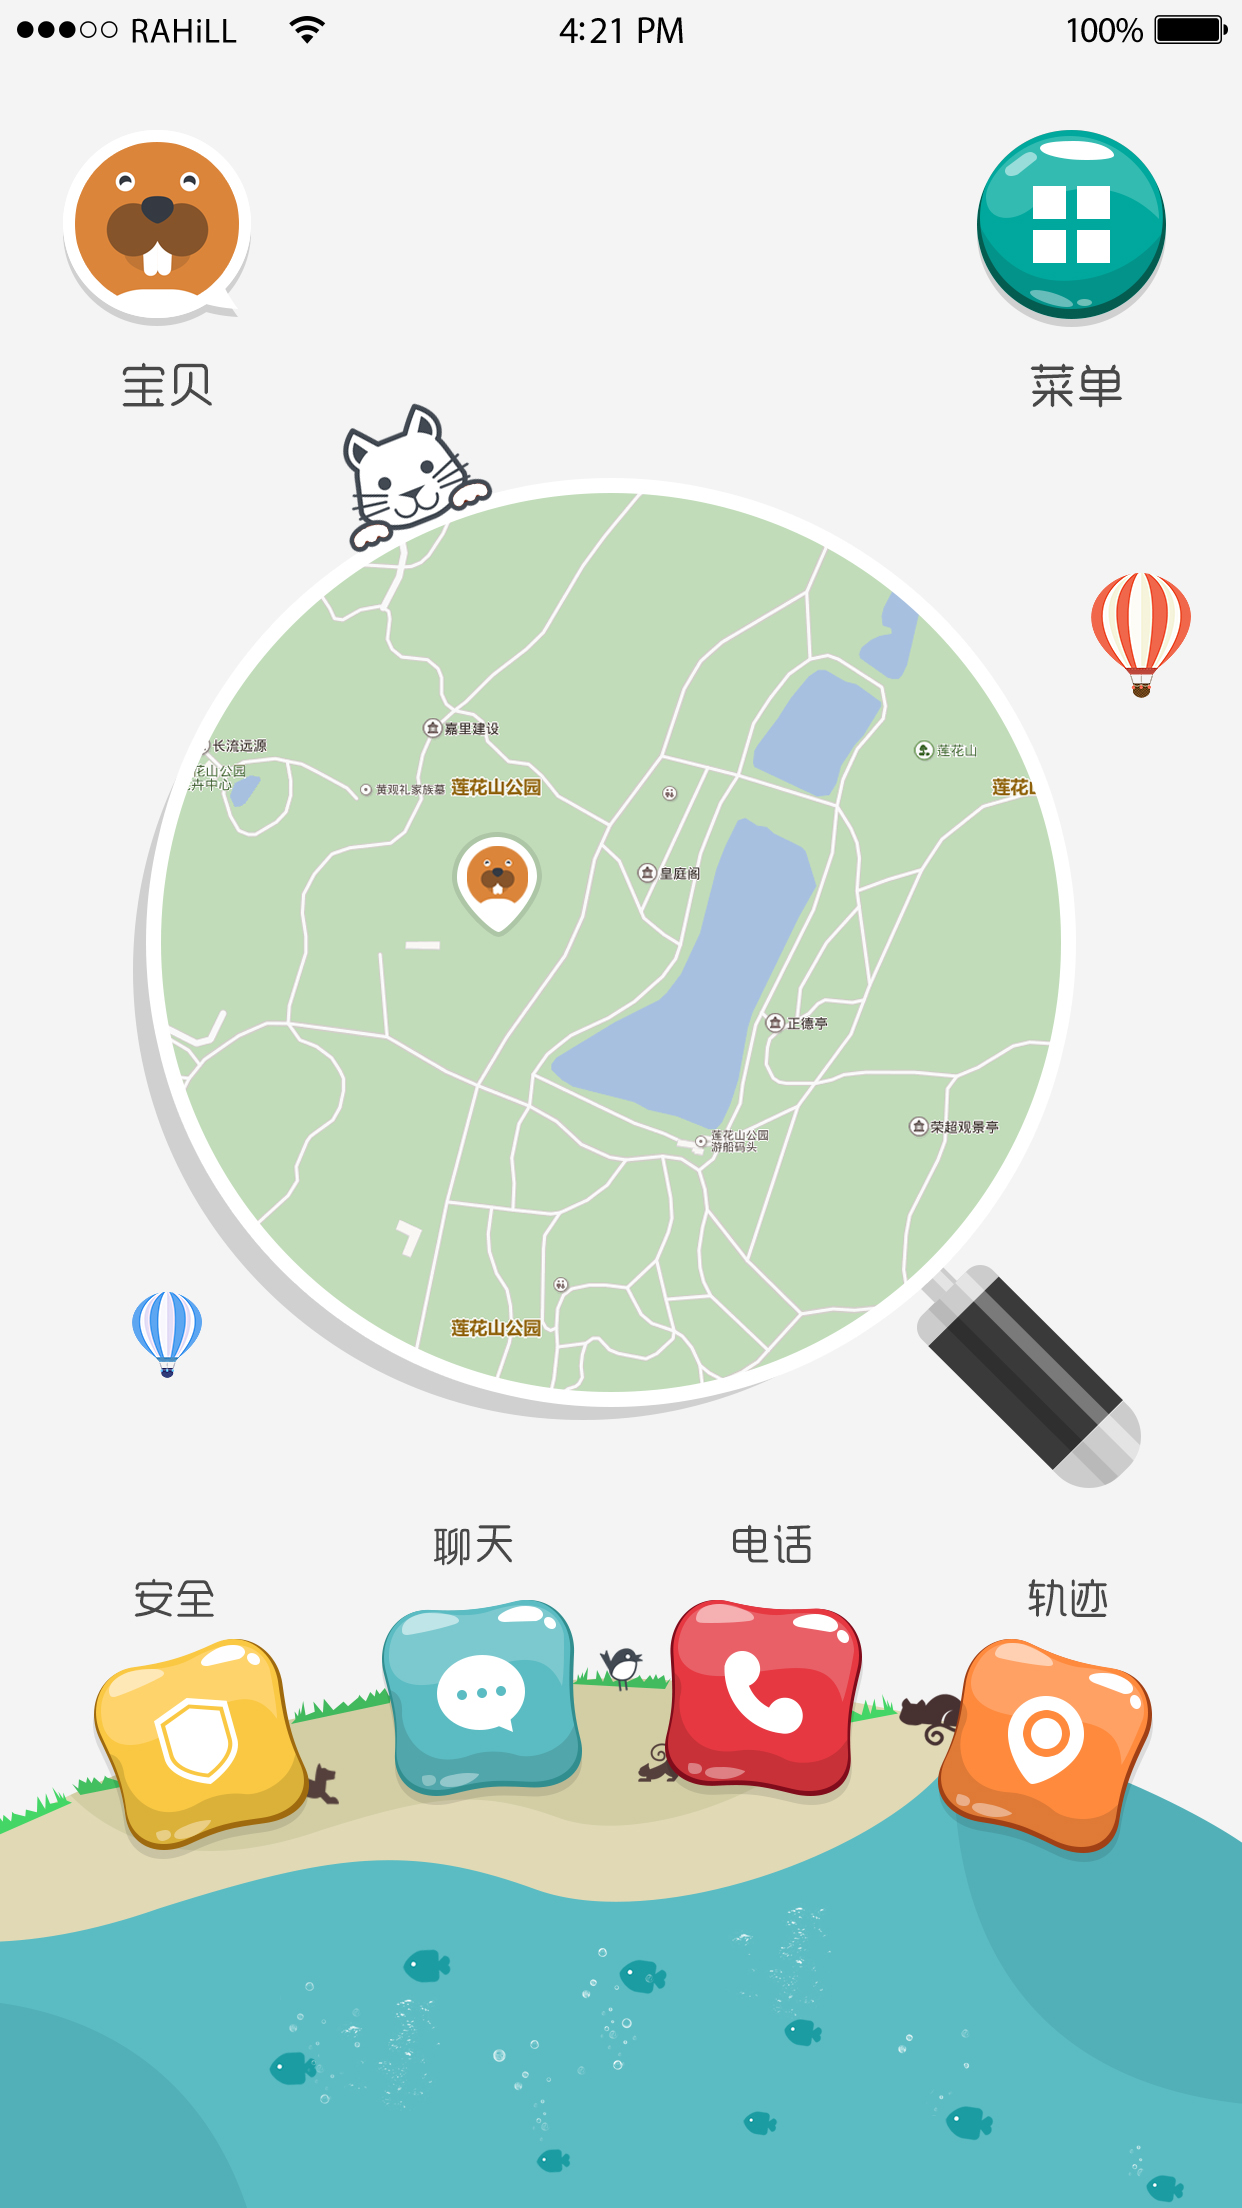 RAHiLL 4:21 PM 100%
宝贝 菜单
嘉里建设
长流远源
莲花山
花山公园
卉中心
黄观礼家族墓
莲花山公园
莲花山
皇庭阁
正德亭
荣超观景亭
莲花山公园
游船码头
莲花山公园
聊天 电话
安全 轨迹